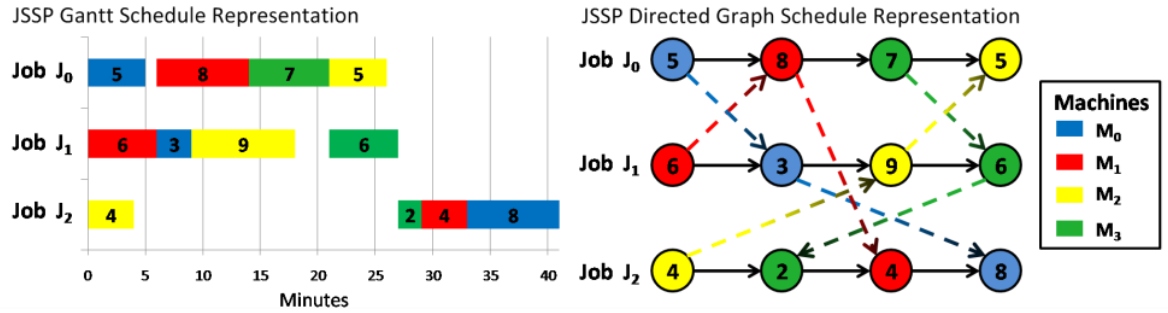 JSSP Gantt Schedule Representation
Job J0
5 8 7 5
Job J1
6 3 9 6
Job J2
4 2 4 8
0 5 10 15 20 25 30 35 40
Minutes
JSSP Directed Graph Schedule Representation
Job J0
5 8 7 5
Job J1
6 3 9 6
Job J2
4 2 4 8
Machines
M0
M1
M2
M3